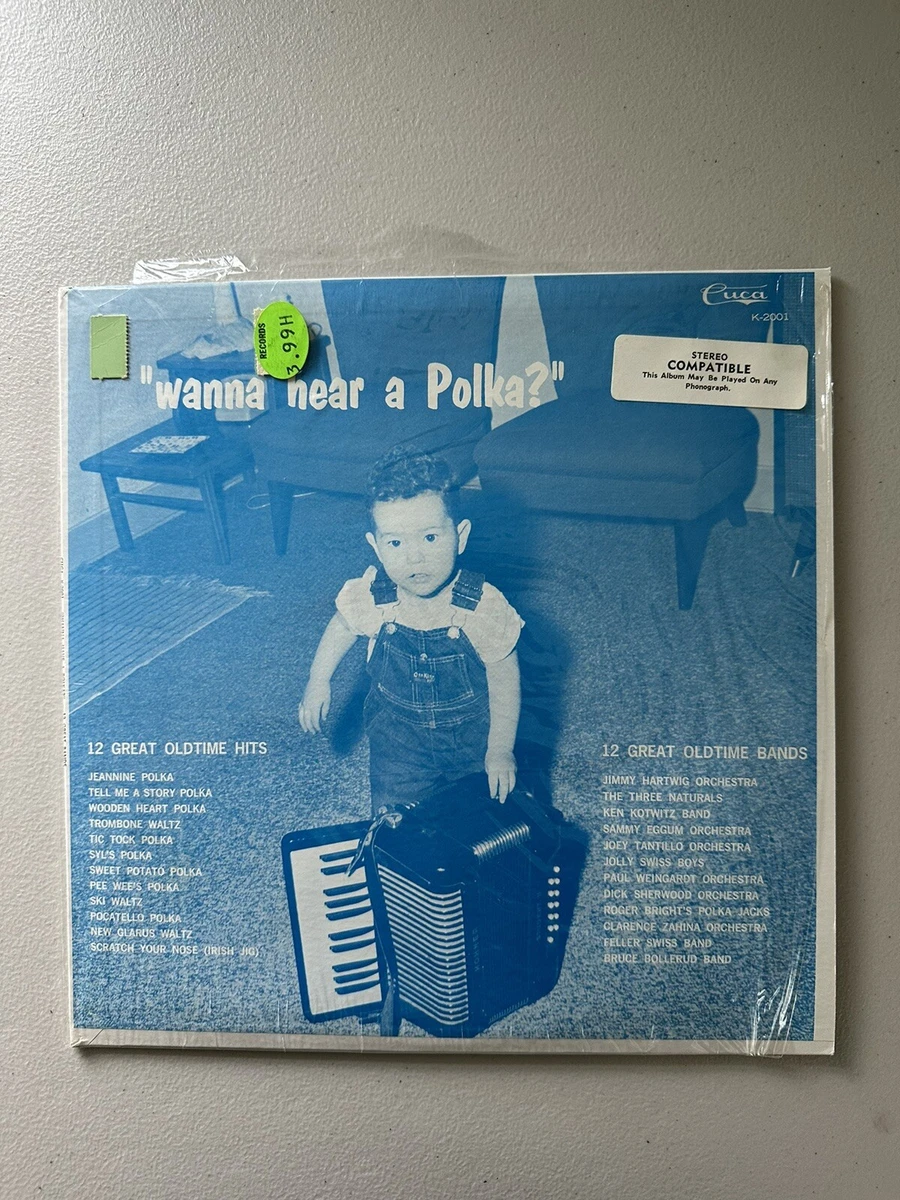 Cuca
K-2001
RECORDS
3.99H
STEREO
COMPATIBLE
This Album May Be Played On Any
Phonograph.
"wanna hear a Polka?"
12 GREAT OLDTIME HITS
JEANNINE POLKA
TELL ME A STORY POLKA
WOODEN HEART POLKA
TROMBONE WALTZ
TIC TOCK POLKA
SYL'S POLKA
SWEET POTATO POLKA
PEE WEE'S POLKA
SKI WALTZ
POCATELLO POLKA
NEW GLARUS WALTZ
SCRATCH YOUR NOSE (IRISH JIG)
12 GREAT OLDTIME BANDS
JIMMY HARTWIG ORCHESTRA
THE THREE NATURALS
KEN KOTWITZ BAND
SAMMY EGGUM ORCHESTRA
JOEY TANTILLO ORCHESTRA
JOLLY SWISS BOYS
PAUL WEINGARDT ORCHESTRA
DICK SHERWOOD ORCHESTRA
ROGER BRIGHT'S POLKA JACKS
CLARENCE ZAHINA ORCHESTRA
FELLER SWISS BAND
BRUCE BOLLERUD BAND